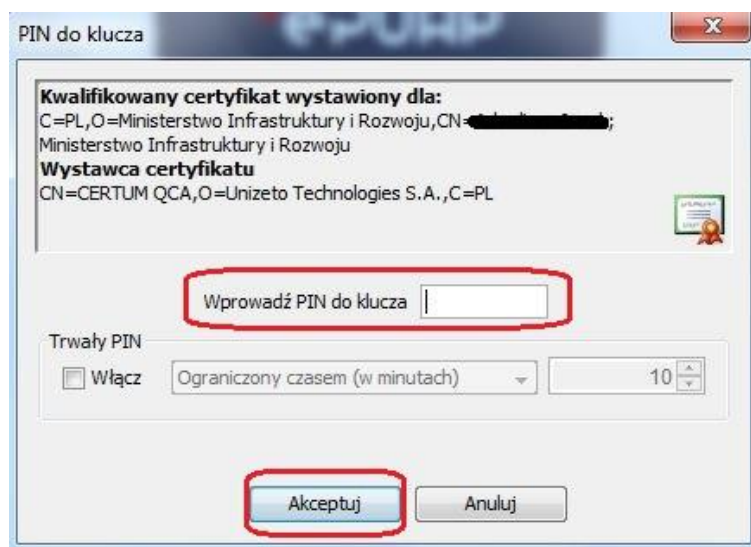 PIN do klucza
ePUAP
Kwalifikowany certyfikat wystawiony dla:
C=PL,O=Ministerstwo Infrastruktury i Rozwoju,CN=
Ministerstwo Infrastruktury i Rozwoju
Wystawca certyfikatu
CN=CERTUM QCA,O=Unizeto Technologies S.A.,C=PL
Wprowadź PIN do klucza
Trwały PIN
Włącz Ograniczony czasem (w minutach) 10
Akceptuj Anuluj